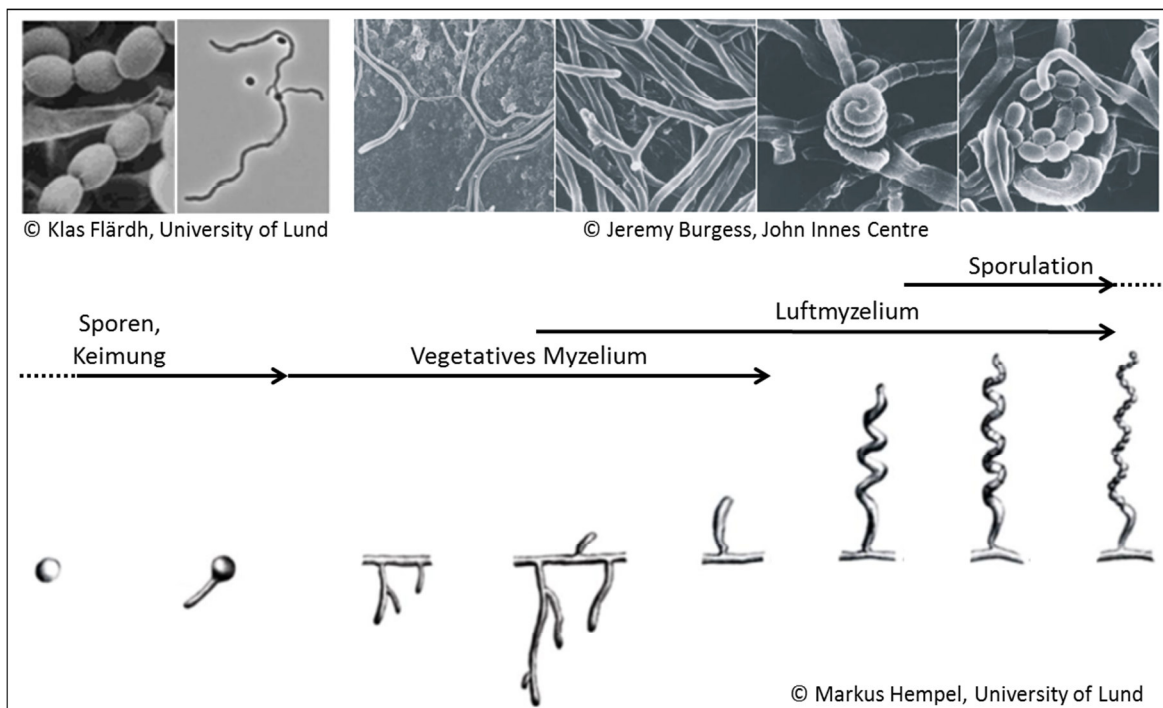 © Klas Flärdh, University of Lund
© Jeremy Burgess, John Innes Centre
Sporulation
Luftmyzelium
Sporen,
Keimung
Vegetatives Myzelium
© Markus Hempel, University of Lund